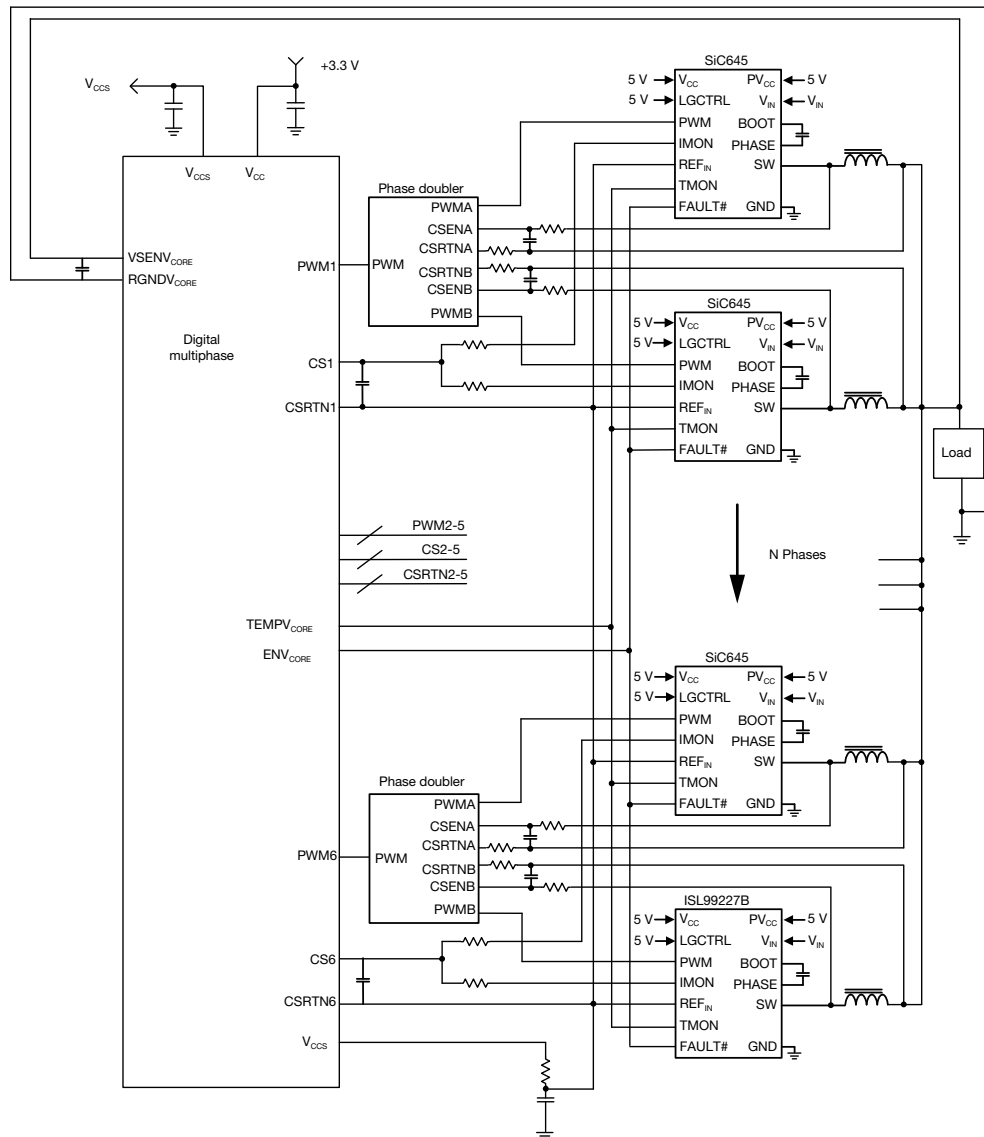 +3.3 V
V_CCS
V_CCS
V_CC
VSENV_CORE
RGNDV_CORE
Digital
multiphase
PWM1
CS1
CSRTN1
PWM2-5
CS2-5
CSRTN2-5
TEMPV_CORE
ENV_CORE
PWM6
CS6
CSRTN6
V_CCS
Phase doubler
PWM
PWMA
CSENA
CSRTNA
CSRTNB
CSENB
PWMB
SiC645
5 V
V_CC
PV_CC
5 V
5 V
LGCTRL
V_IN
V_IN
PWM
BOOT
IMON
PHASE
REF_IN
SW
TMON
FAULT#
GND
SiC645
5 V
V_CC
PV_CC
5 V
5 V
LGCTRL
V_IN
V_IN
PWM
BOOT
IMON
PHASE
REF_IN
SW
TMON
FAULT#
GND
Load
N Phases
Phase doubler
PWM
PWMA
CSENA
CSRTNA
CSRTNB
CSENB
PWMB
SiC645
5 V
V_CC
PV_CC
5 V
5 V
LGCTRL
V_IN
V_IN
PWM
BOOT
IMON
PHASE
REF_IN
SW
TMON
FAULT#
GND
ISL99227B
5 V
V_CC
PV_CC
5 V
5 V
LGCTRL
V_IN
V_IN
PWM
BOOT
IMON
PHASE
REF_IN
SW
TMON
FAULT#
GND